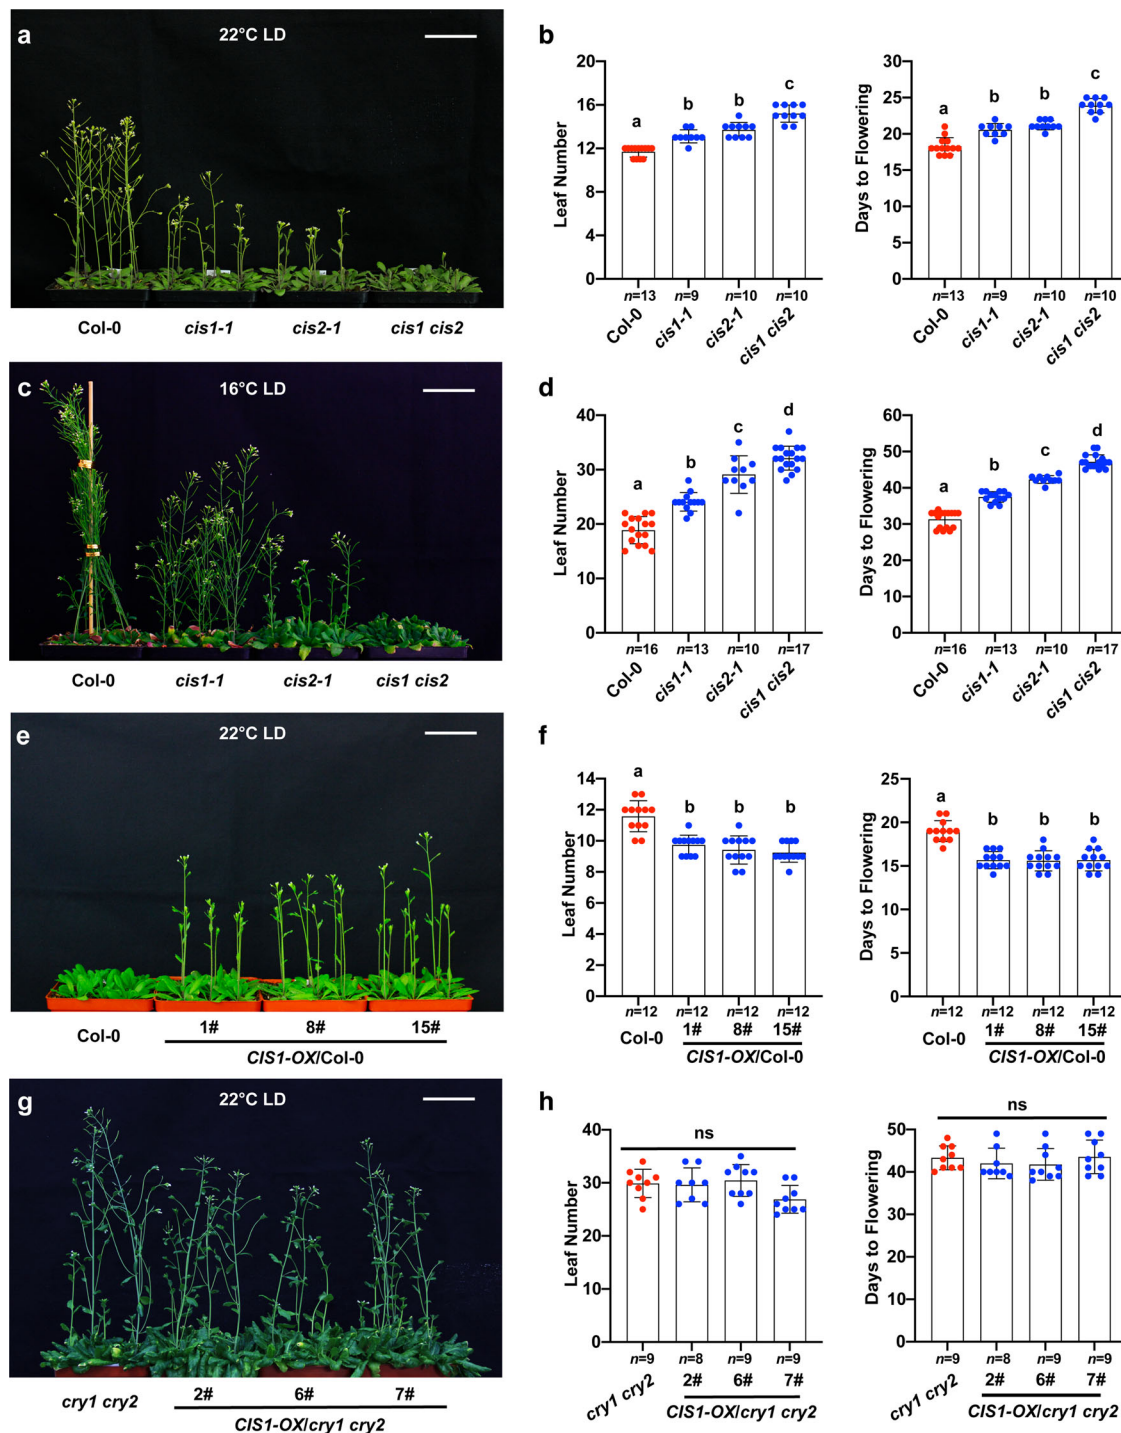 a
22°C LD
Col-0 cis1-1 cis2-1 cis1 cis2
b
Leaf Number
20
16
12
8
4
0
a b b c
n=13 n=9 n=10 n=10
Col-0 cis1-1 cis2-1 cis1 cis2
Days to Flowering
30
25
20
15
10
5
0
a b b c
n=13 n=9 n=10 n=10
Col-0 cis1-1 cis2-1 cis1 cis2
c
16°C LD
Col-0 cis1-1 cis2-1 cis1 cis2
d
Leaf Number
40
30
20
10
0
a b c d
n=16 n=13 n=10 n=17
Col-0 cis1-1 cis2-1 cis1 cis2
Days to Flowering
60
50
40
30
20
10
0
a b c d
n=16 n=13 n=10 n=17
Col-0 cis1-1 cis2-1 cis1 cis2
e
22°C LD
Col-0 1# 8# 15#
CIS1-OX/Col-0
f
Leaf Number
14
12
10
8
6
4
2
0
a b b b
n=12 n=12 n=12 n=12
Col-0 1# 8# 15#
CIS1-OX/Col-0
Days to Flowering
25
20
15
10
5
0
a b b b
n=12 n=12 n=12 n=12
Col-0 1# 8# 15#
CIS1-OX/Col-0
g
22°C LD
cry1 cry2 2# 6# 7#
CIS1-OX/cry1 cry2
h
Leaf Number
40
30
20
10
0
ns
n=9 n=8 n=9 n=9
cry1 cry2 2# 6# 7#
CIS1-OX/cry1 cry2
Days to Flowering
50
40
30
20
10
0
ns
n=9 n=8 n=9 n=9
cry1 cry2 2# 6# 7#
CIS1-OX/cry1 cry2